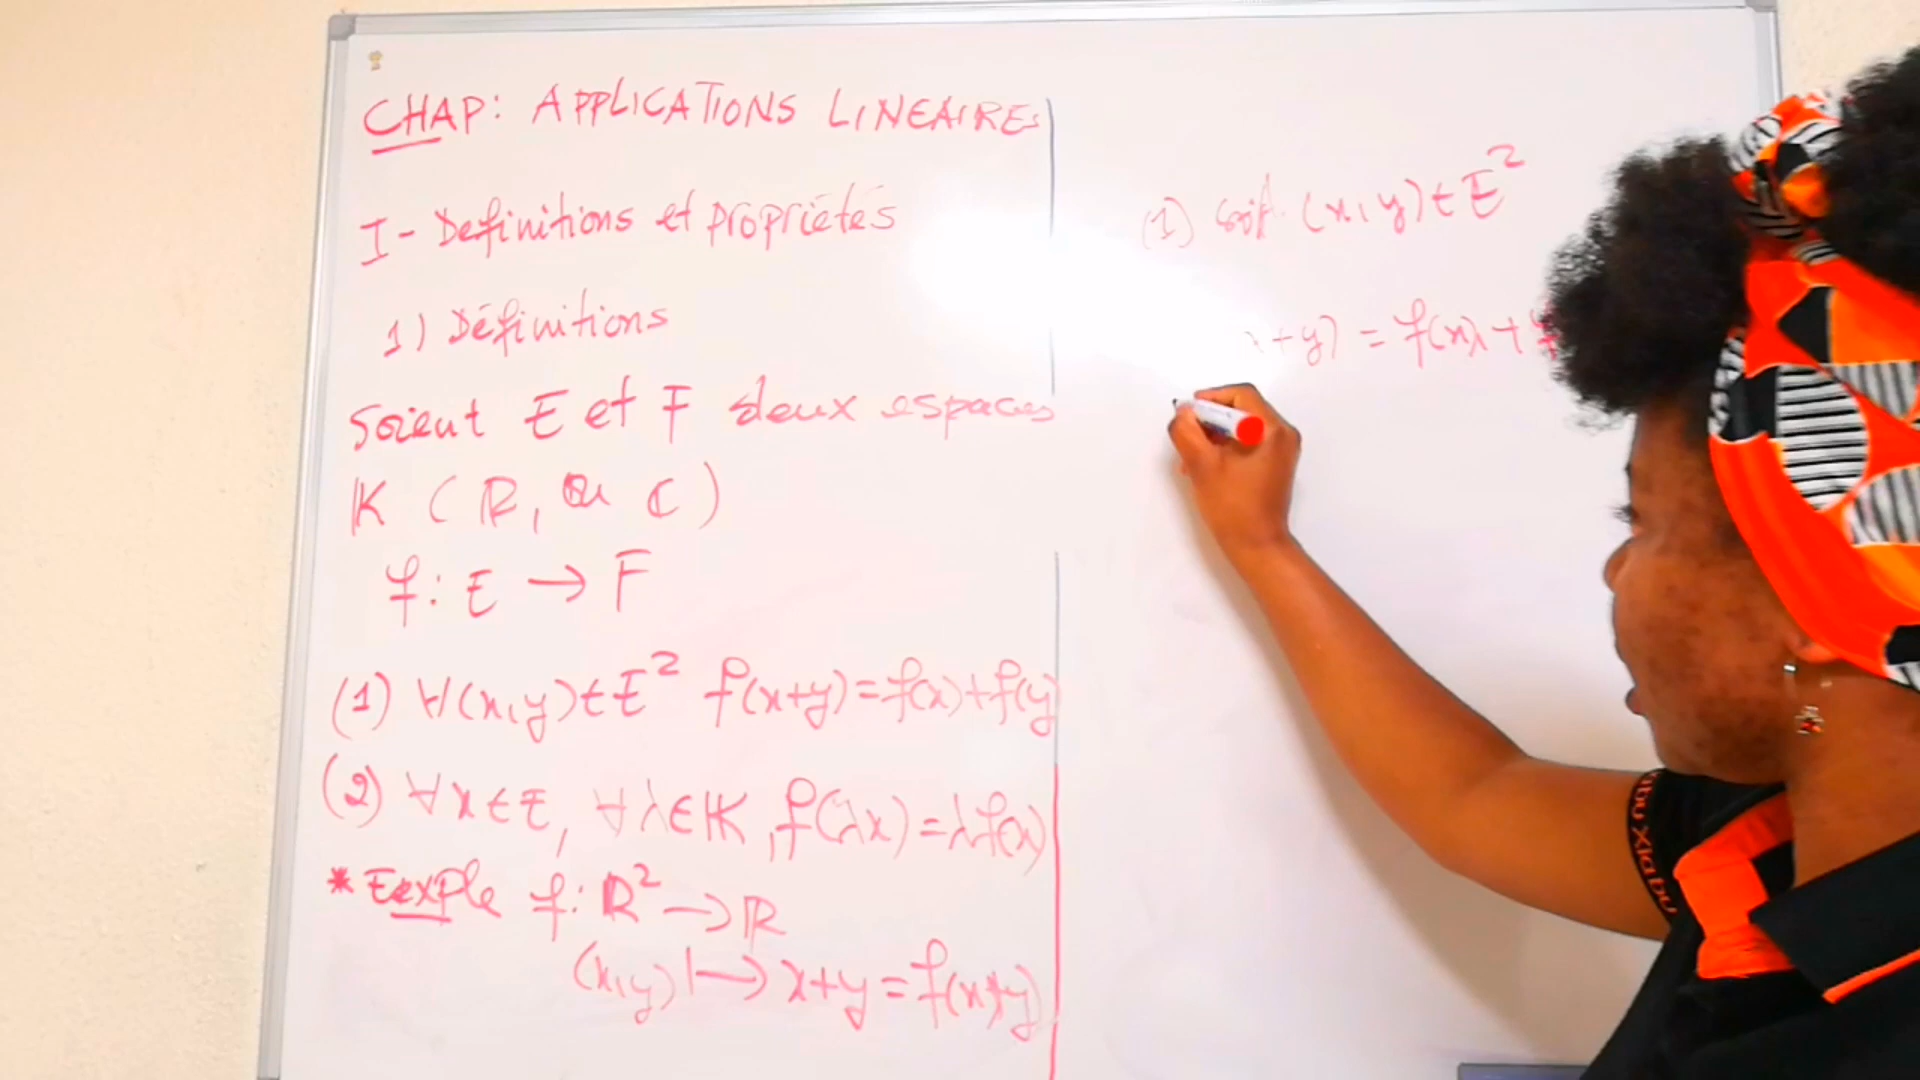 CHAP: APPLICATIONS LINEAIRES
I - Definitions et propriétés
1) Définitions
Soient E et F deux espaces
K (R, ou C)
f: E → F
(1) ∀(x,y)∈E² f(x+y)=f(x)+f(y)
(2) ∀x∈E, ∀λ∈K, f(λx)=λf(x)
* Eexple f: R² → R
(x,y) ↦ x+y = f(x,y)
(1) Soit (x,y)∈E²
+y) = f(x) +